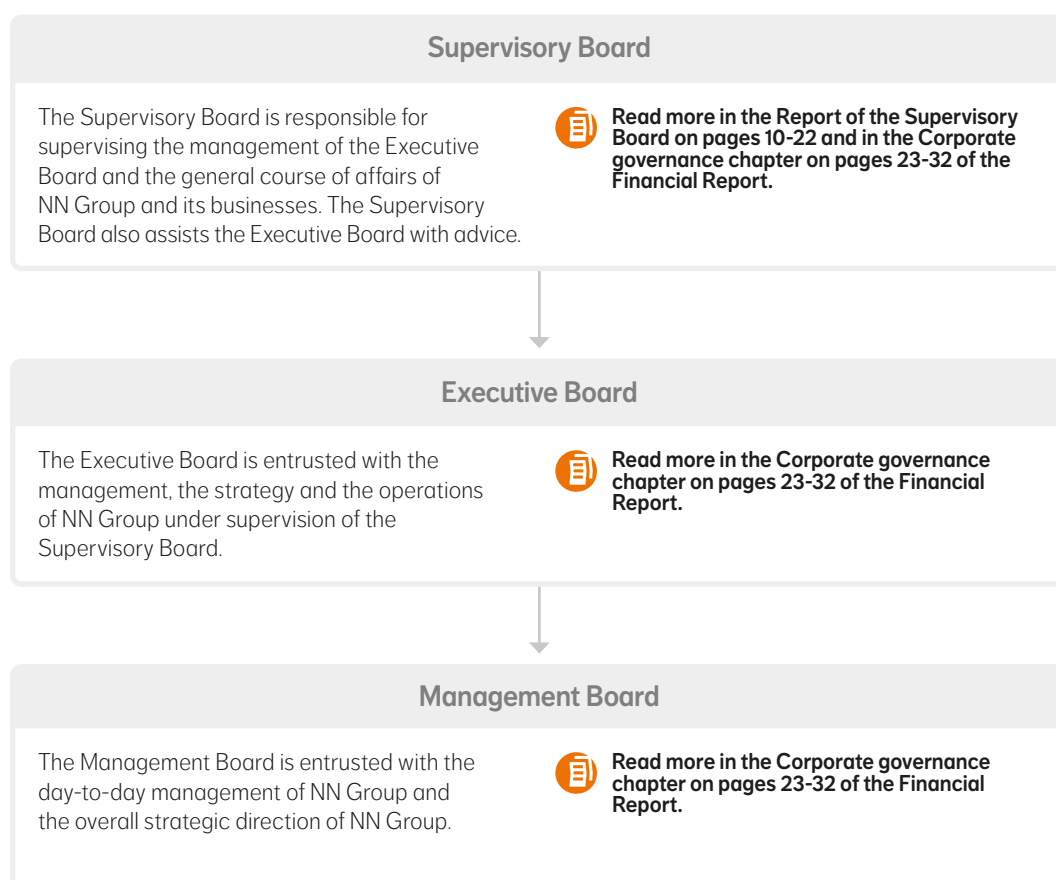 Supervisory Board
The Supervisory Board is responsible for
supervising the management of the Executive
Board and the general course of affairs of
NN Group and its businesses. The Supervisory
Board also assists the Executive Board with advice.
Read more in the Report of the Supervisory
Board on pages 10-22 and in the Corporate
governance chapter on pages 23-32 of the
Financial Report.
Executive Board
The Executive Board is entrusted with the
management, the strategy and the operations
of NN Group under supervision of the
Supervisory Board.
Read more in the Corporate governance
chapter on pages 23-32 of the Financial
Report.
Management Board
The Management Board is entrusted with the
day-to-day management of NN Group and
the overall strategic direction of NN Group.
Read more in the Corporate governance
chapter on pages 23-32 of the Financial
Report.